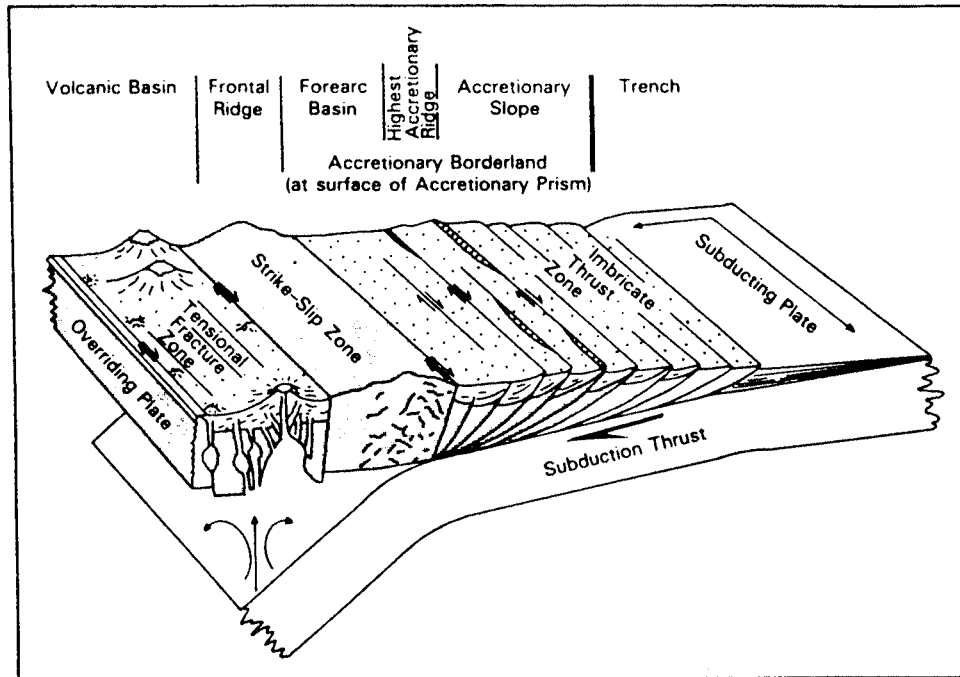 Volcanic Basin
Frontal
Ridge
Forearc
Basin
Highest
Accretionary
Ridge
Accretionary
Slope
Trench
Accretionary Borderland
(at surface of Accretionary Prism)
Overriding Plate
Tensional
Fracture
Zone
Strike-Slip Zone
Imbricate
Thrust
Zone
Subducting Plate
Subduction Thrust